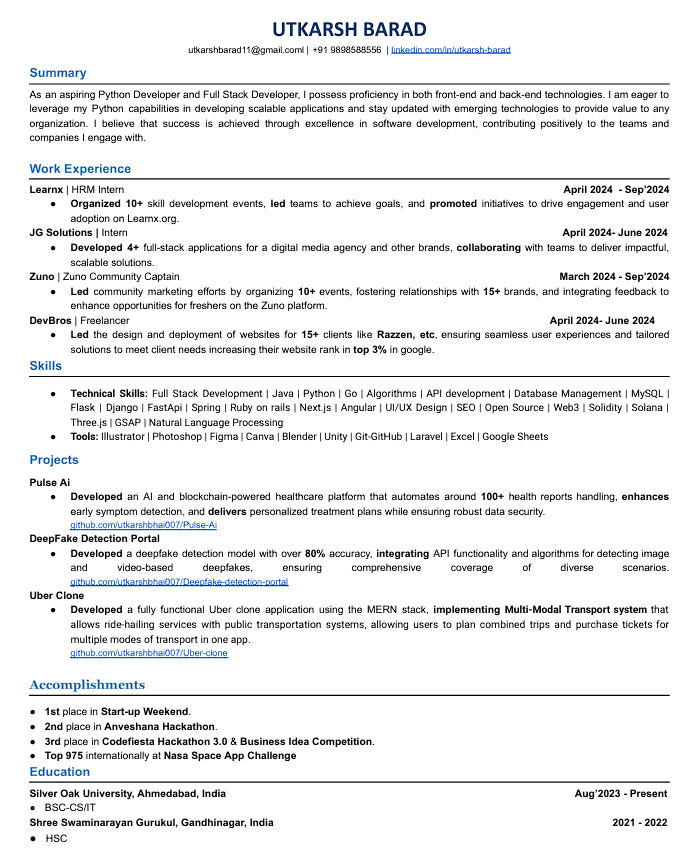 UTKARSH BARAD
utkarshbarad11@gmail.coml | +91 9898588556 | linkedin.com/in/utkarsh-barad
Summary
As an aspiring Python Developer and Full Stack Developer, I possess proficiency in both front-end and back-end technologies. I am eager to
leverage my Python capabilities in developing scalable applications and stay updated with emerging technologies to provide value to any
organization. I believe that success is achieved through excellence in software development, contributing positively to the teams and
companies I engage with.
Work Experience
Learnx | HRM Intern April 2024 - Sep'2024
● Organized 10+ skill development events, led teams to achieve goals, and promoted initiatives to drive engagement and user
adoption on Learnx.org.
JG Solutions | Intern April 2024- June 2024
● Developed 4+ full-stack applications for a digital media agency and other brands, collaborating with teams to deliver impactful,
scalable solutions.
Zuno | Zuno Community Captain March 2024 - Sep'2024
● Led community marketing efforts by organizing 10+ events, fostering relationships with 15+ brands, and integrating feedback to
enhance opportunities for freshers on the Zuno platform.
DevBros | Freelancer April 2024- June 2024
● Led the design and deployment of websites for 15+ clients like Razzen, etc, ensuring seamless user experiences and tailored
solutions to meet client needs increasing their website rank in top 3% in google.
Skills
● Technical Skills: Full Stack Development | Java | Python | Go | Algorithms | API development | Database Management | MySQL |
Flask | Django | FastApi | Spring | Ruby on rails | Next.js | Angular | UI/UX Design | SEO | Open Source | Web3 | Solidity | Solana |
Three.js | GSAP | Natural Language Processing
● Tools: Illustrator | Photoshop | Figma | Canva | Blender | Unity | Git-GitHub | Laravel | Excel | Google Sheets
Projects
Pulse Ai
● Developed an AI and blockchain-powered healthcare platform that automates around 100+ health reports handling, enhances
early symptom detection, and delivers personalized treatment plans while ensuring robust data security.
github.com/utkarshbhai007/Pulse-Ai
DeepFake Detection Portal
● Developed a deepfake detection model with over 80% accuracy, integrating API functionality and algorithms for detecting image
and video-based deepfakes, ensuring comprehensive coverage of diverse scenarios.
github.com/utkarshbhai007/Deepfake-detection-portal
Uber Clone
● Developed a fully functional Uber clone application using the MERN stack, implementing Multi-Modal Transport system that
allows ride-hailing services with public transportation systems, allowing users to plan combined trips and purchase tickets for
multiple modes of transport in one app.
github.com/utkarshbhai007/Uber-clone
Accomplishments
● 1st place in Start-up Weekend.
● 2nd place in Anveshana Hackathon.
● 3rd place in Codefiesta Hackathon 3.0 & Business Idea Competition.
● Top 975 internationally at Nasa Space App Challenge
Education
Silver Oak University, Ahmedabad, India Aug'2023 - Present
● BSC-CS/IT
Shree Swaminarayan Gurukul, Gandhinagar, India 2021 - 2022
● HSC